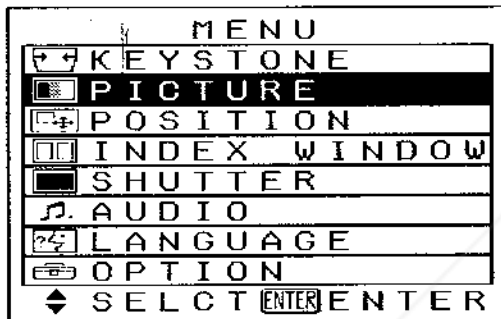 MENU
KEYSTONE
PICTURE
POSITION
INDEX WINDOW
SHUTTER
AUDIO
LANGUAGE
OPTION
SELCT ENTER ENTER